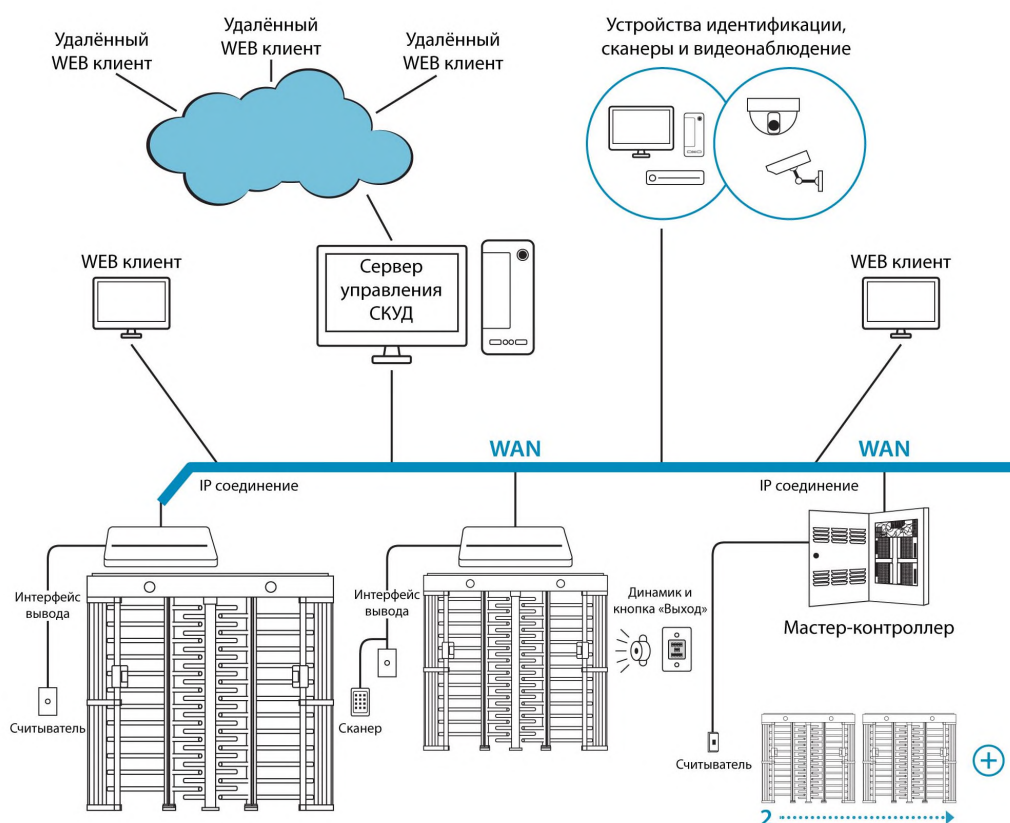 Удалённый
WEB клиент
Удалённый
WEB клиент
Удалённый
WEB клиент
Устройства идентификации,
сканеры и видеонаблюдение
WEB клиент
Сервер
управления
СКУД
WEB клиент
WAN
WAN
IP соединение
IP соединение
Интерфейс
вывода
Интерфейс
вывода
Динамик и
кнопка «Выход»
Мастер-контроллер
Считыватель
Сканер
Считыватель
2